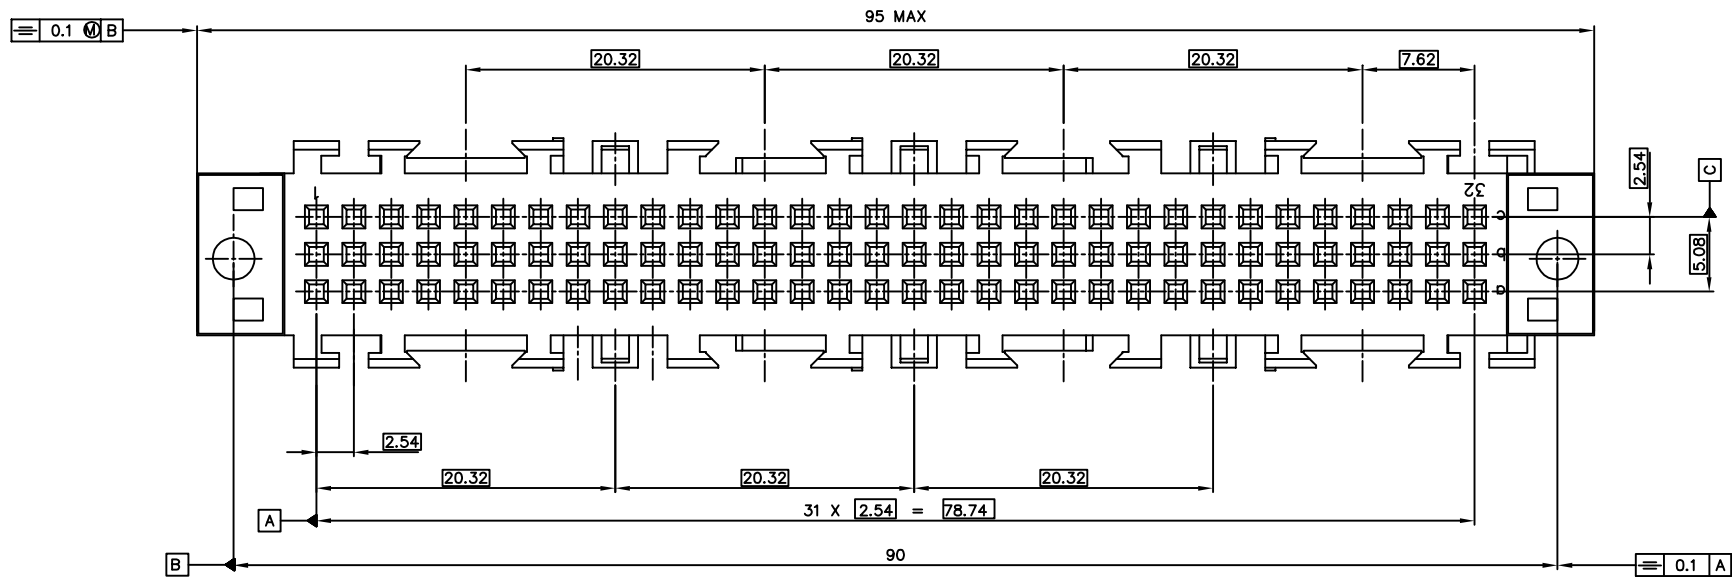 95 MAX
⌯ 0.1 Ⓜ B
20.32 20.32 20.32 7.62
2.54
C
1
32
c
b
a
5.08
2.54
20.32 20.32 20.32
A
31 X 2.54 = 78.74
B
90
⌯ 0.1 A